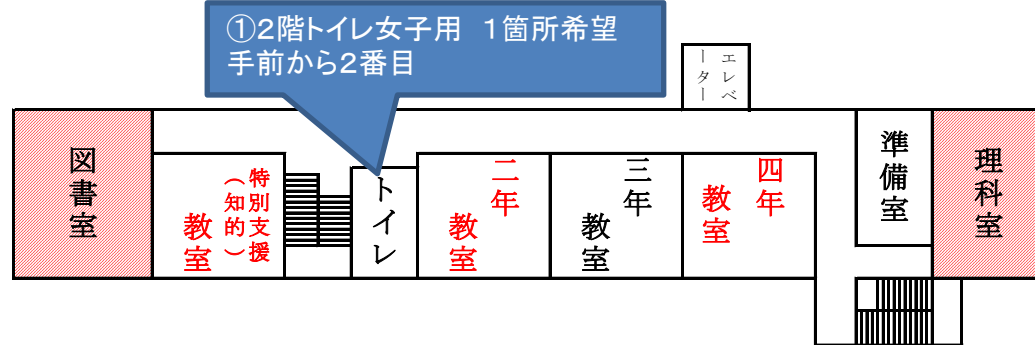 ①2階トイレ女子用 1箇所希望
手前から2番目
エレベーター
図書室
特別支援
（知的）
教室
トイレ
二年
教室
三年
教室
四年
教室
準備室
理科室